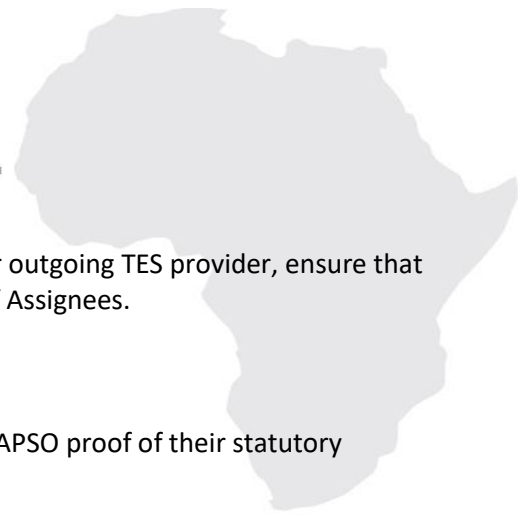 r outgoing TES provider, ensure that
Assignees.
APSO proof of their statutory